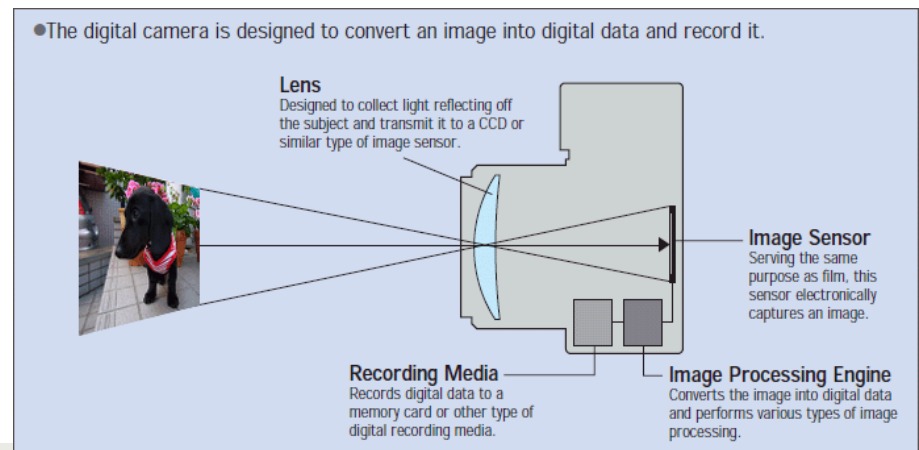 ●The digital camera is designed to convert an image into digital data and record it.
Lens
Designed to collect light reflecting off
the subject and transmit it to a CCD or
similar type of image sensor.
Image Sensor
Serving the same
purpose as film, this
sensor electronically
captures an image.
Recording Media
Records digital data to a
memory card or other type of
digital recording media.
Image Processing Engine
Converts the image into digital data
and performs various types of image
processing.